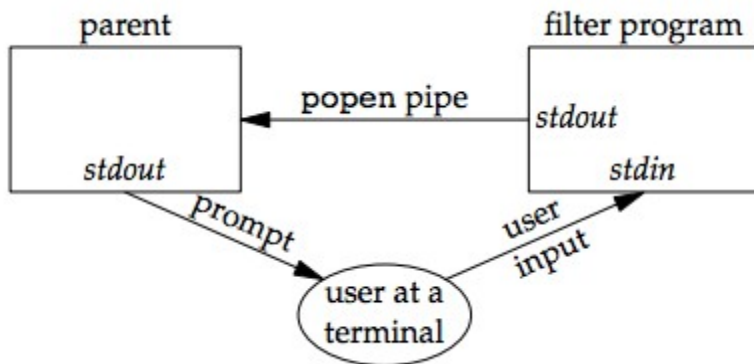 parent
filter program
popen pipe
stdout
stdout
stdin
prompt
user
input
user at a
terminal